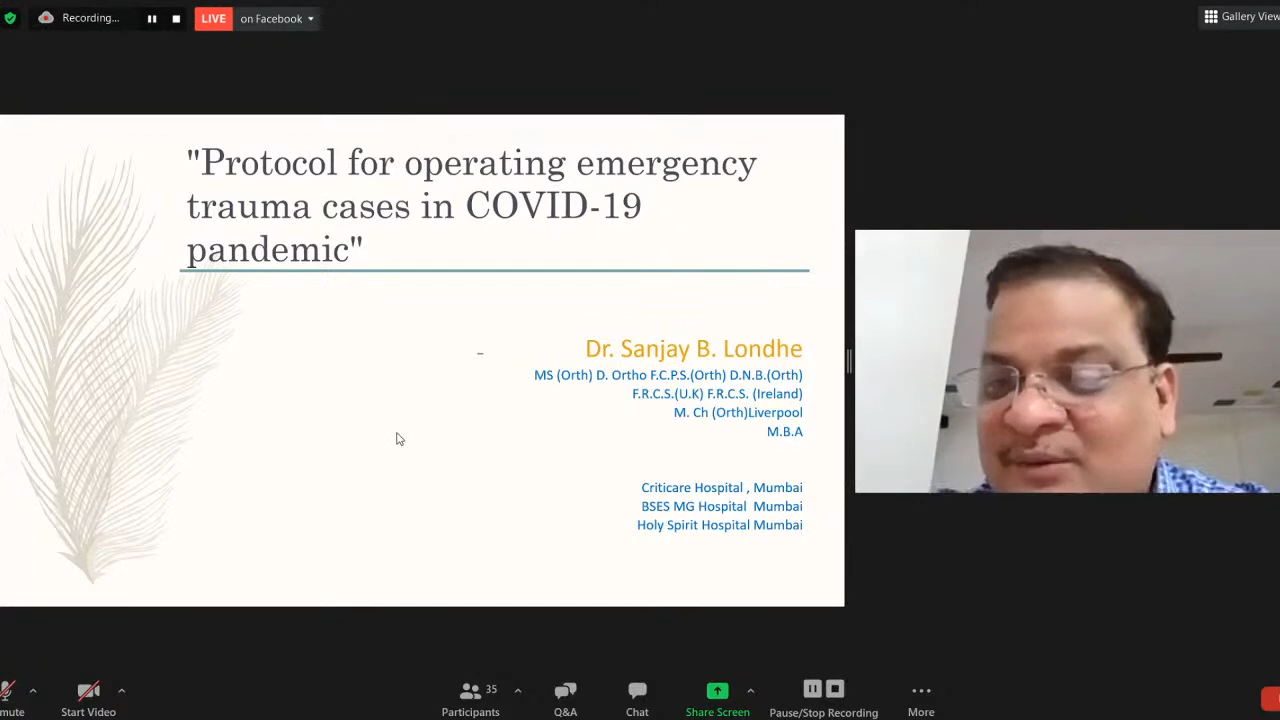 Recording...
LIVE on Facebook
Gallery View
"Protocol for operating emergency
trauma cases in COVID-19
pandemic"
-
Dr. Sanjay B. Londhe
MS (Orth) D. Ortho F.C.P.S.(Orth) D.N.B.(Orth)
F.R.C.S.(U.K) F.R.C.S. (Ireland)
M. Ch (Orth)Liverpool
M.B.A
Criticare Hospital , Mumbai
BSES MG Hospital Mumbai
Holy Spirit Hospital Mumbai
35
mute Start Video Participants Q&A Chat Share Screen Pause/Stop Recording More